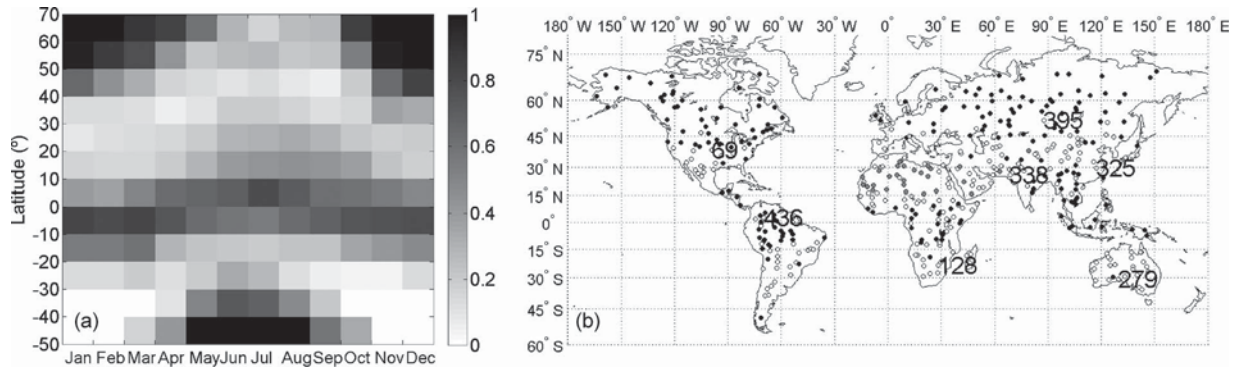 70
60
50
40
30
20
10
0
-10
-20
-30
-40
-50
Latitude (º)
(a)
Jan Feb Mar Apr May Jun Jul Aug Sep Oct Nov Dec
1
0.8
0.6
0.4
0.2
0
180° W 150° W 120° W 90° W 60° W 30° W 0° 30° E 60° E 90° E 120° E 150° E 180° E
75° N
60° N
45° N
30° N
15° N
0°
15° S
30° S
45° S
60° S
395
69
325
338
436
128
279
(b)